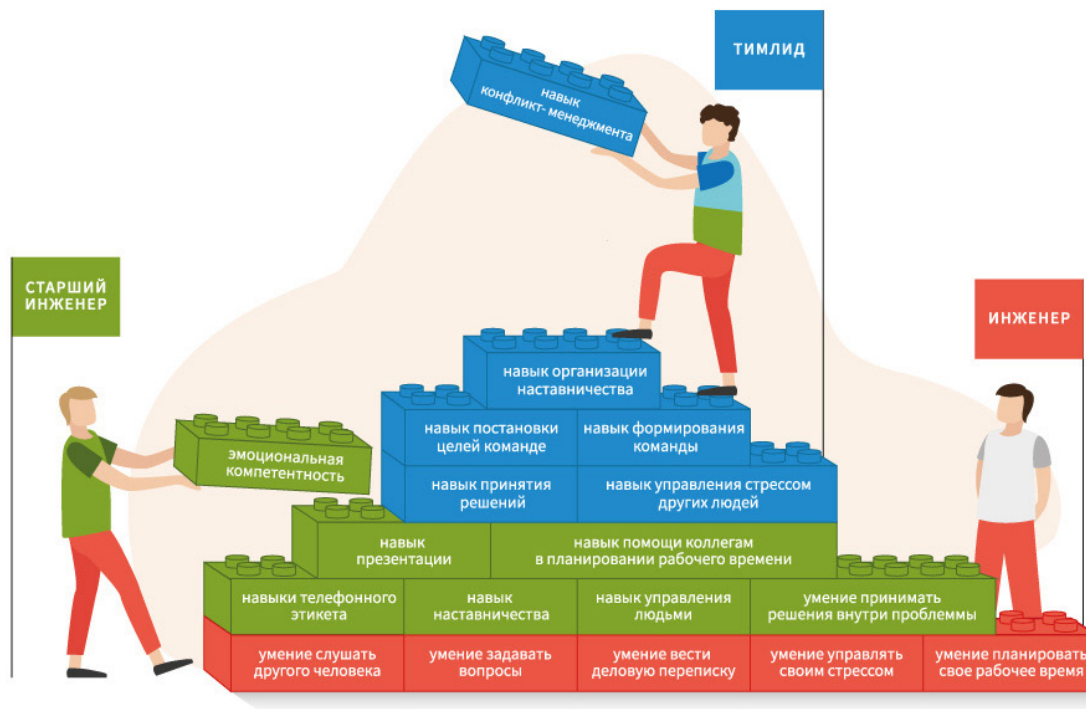 ТИМЛИД
навык
конфликт- менеджмента
СТАРШИЙ
ИНЖЕНЕР
ИНЖЕНЕР
навык организации
наставничества
эмоциональная
компетентность
навык постановки
целей команде
навык формирования
команды
навык принятия
решений
навык управления стрессом
других людей
навык
презентации
навык помощи коллегам
в планировании рабочего времени
навыки телефонного
этикета
навык
наставничества
навык управления
людьми
умение принимать
решения внутри проблеммы
умение слушать
другого человека
умение задавать
вопросы
умение вести
деловую переписку
умение управлять
своим стрессом
умение планировать
свое рабочее время